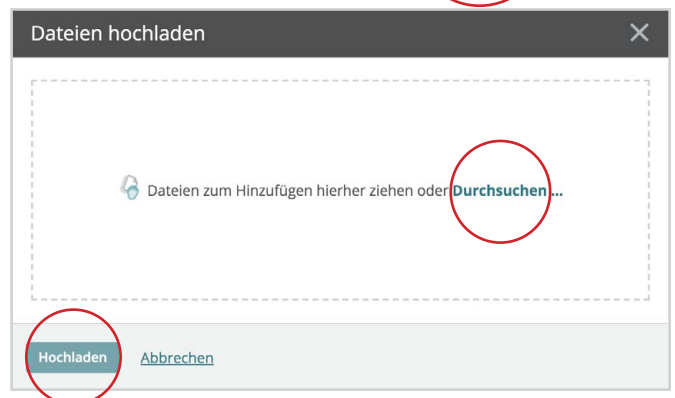 Dateien hochladen
Dateien zum Hinzufügen hierher ziehen oder Durchsuchen ...
Hochladen Abbrechen